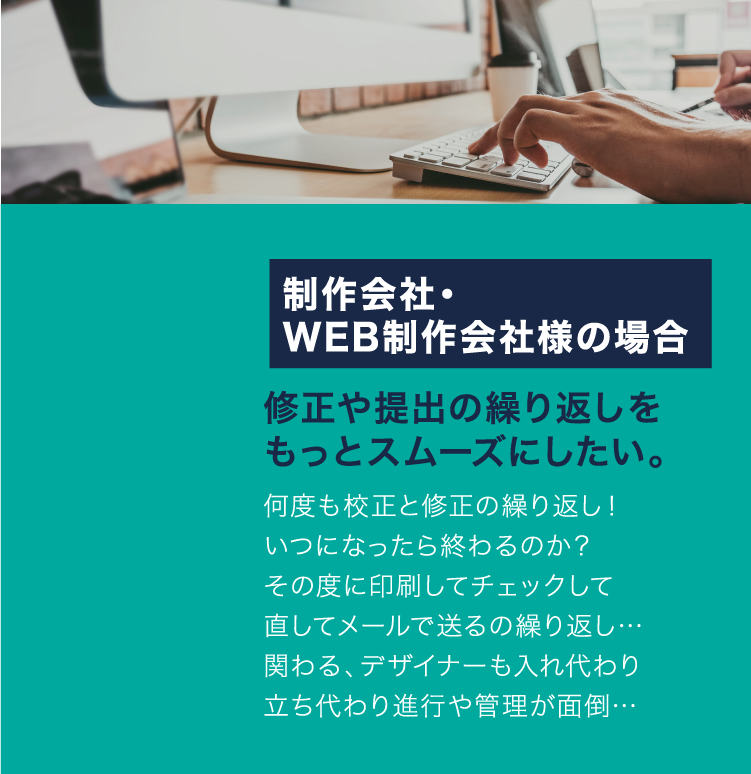 制作会社・
WEB制作会社様の場合
修正や提出の繰り返しを
もっとスムーズにしたい。
何度も校正と修正の繰り返し！
いつになったら終わるのか？
その度に印刷してチェックして
直してメールで送るの繰り返し…
関わる、デザイナーも入れ代わり
立ち代わり進行や管理が面倒…